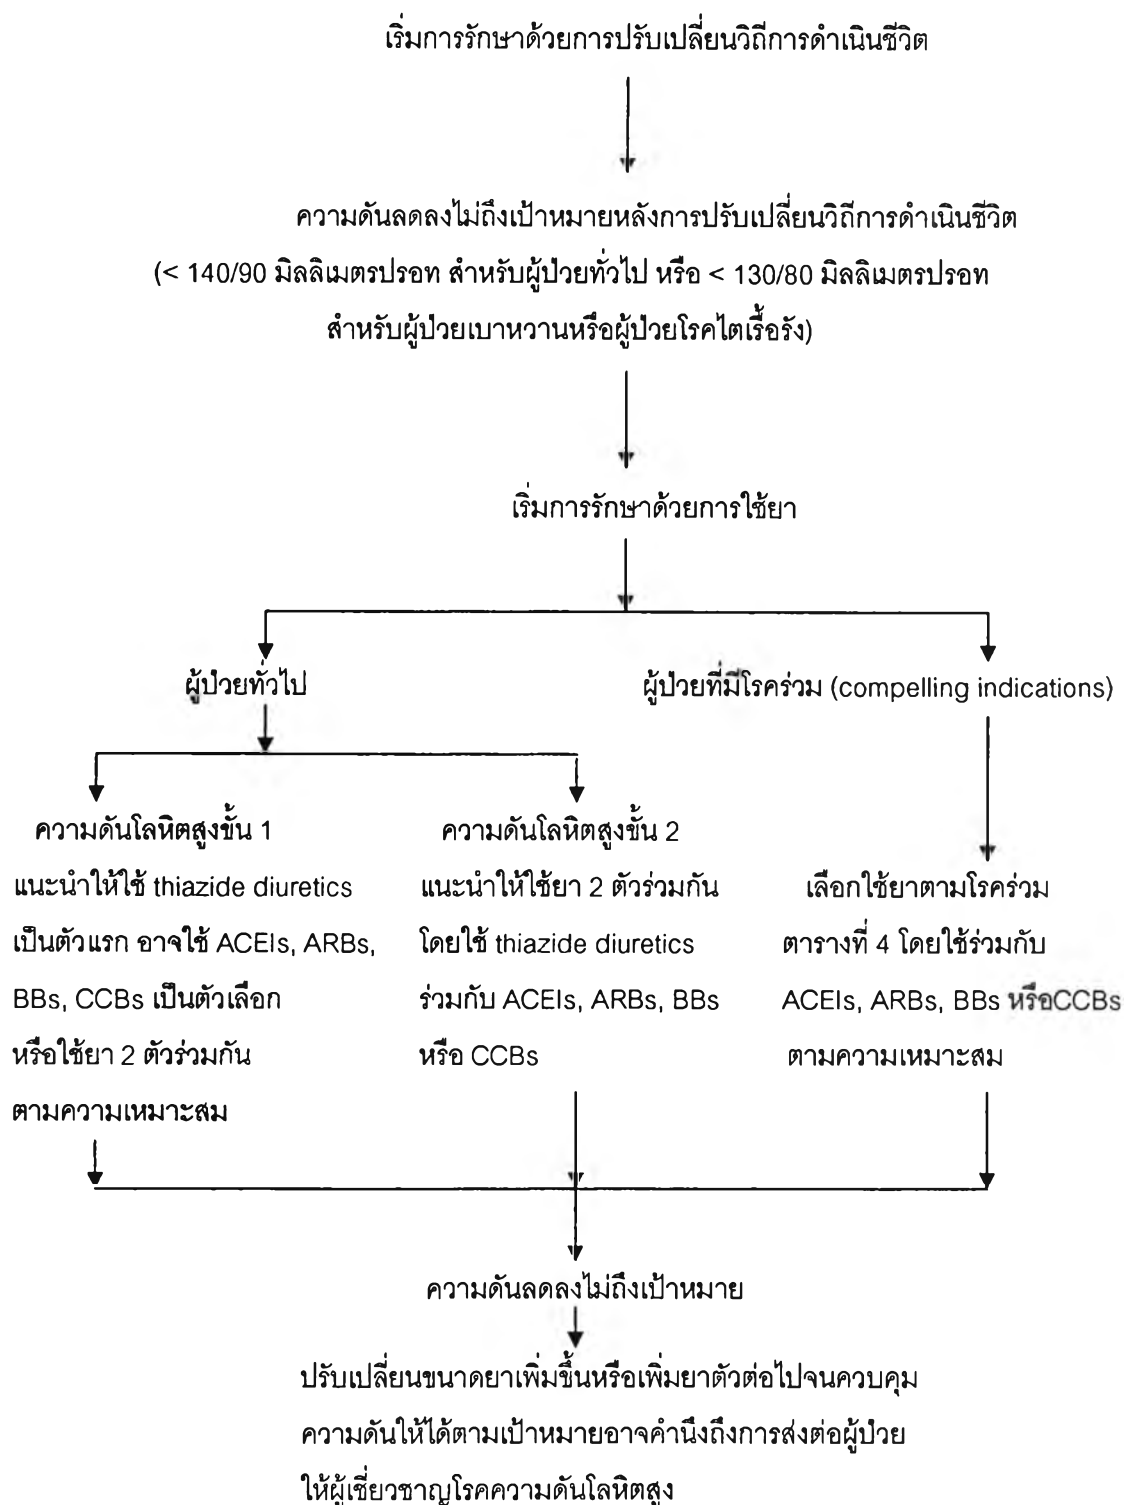 เริ่มการรักษาด้วยการปรับเปลี่ยนวิถีการดำเนินชีวิต
ความดันลดลงไม่ถึงเป้าหมายหลังการปรับเปลี่ยนวิถีการดำเนินชีวิต
(< 140/90 มิลลิเมตรปรอท สำหรับผู้ป่วยทั่วไป หรือ < 130/80 มิลลิเมตรปรอท
สำหรับผู้ป่วยเบาหวานหรือผู้ป่วยโรคไตเรื้อรัง)
เริ่มการรักษาด้วยการใช้ยา
ผู้ป่วยทั่วไป
ผู้ป่วยที่มีโรคร่วม (compelling indications)
ความดันโลหิตสูงขั้น 1
แนะนำให้ใช้ thiazide diuretics
เป็นตัวแรก อาจใช้ ACEIs, ARBs,
BBs, CCBs เป็นตัวเลือก
หรือใช้ยา 2 ตัวร่วมกัน
ตามความเหมาะสม
ความดันโลหิตสูงขั้น 2
แนะนำให้ใช้ยา 2 ตัวร่วมกัน
โดยใช้ thiazide diuretics
ร่วมกับ ACEIs, ARBs, BBs
หรือ CCBs
เลือกใช้ยาตามโรคร่วม
ตารางที่ 4 โดยใช้ร่วมกับ
ACEIs, ARBs, BBs หรือCCBs
ตามความเหมาะสม
ความดันลดลงไม่ถึงเป้าหมาย
ปรับเปลี่ยนขนาดยาเพิ่มขึ้นหรือเพิ่มยาตัวต่อไปจนควบคุม
ความดันให้ได้ตามเป้าหมายอาจคำนึงถึงการส่งต่อผู้ป่วย
ให้ผู้เชี่ยวชาญโรคความดันโลหิตสูง